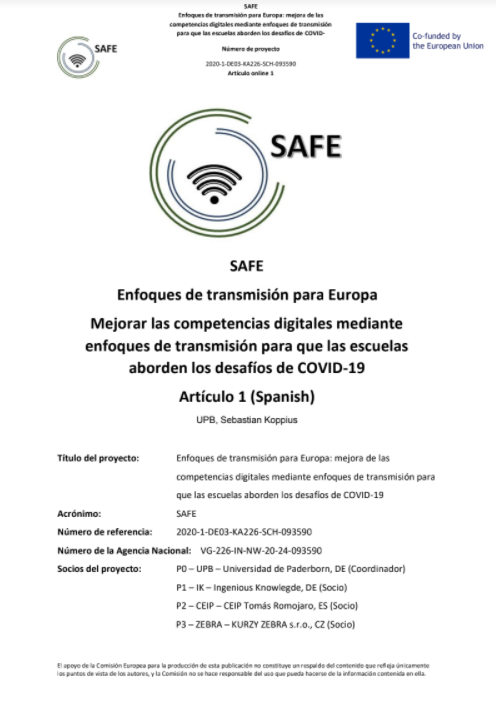 SAFE
Enfoques de transmisión para Europa: mejora de las
competencias digitales mediante enfoques de transmisión
para que las escuelas aborden los desafíos de COVID-
Número de proyecto
2020-1-DE03-KA226-SCH-093590
Artículo online 1
SAFE
Co-funded by
the European Union
SAFE
SAFE
Enfoques de transmisión para Europa
Mejorar las competencias digitales mediante
enfoques de transmisión para que las escuelas
aborden los desafíos de COVID-19
Artículo 1 (Spanish)
UPB, Sebastian Koppius
Título del proyecto: Enfoques de transmisión para Europa: mejora de las
competencias digitales mediante enfoques de transmisión para
que las escuelas aborden los desafíos de COVID-19
Acrónimo: SAFE
Número de referencia: 2020-1-DE03-KA226-SCH-093590
Número de la Agencia Nacional: VG-226-IN-NW-20-24-093590
Socios del proyecto: P0 – UPB – Universidad de Paderborn, DE (Coordinador)
P1 – IK – Ingenious Knowlegde, DE (Socio)
P2 – CEIP – CEIP Tomás Romojaro, ES (Socio)
P3 – ZEBRA – KURZY ZEBRA s.r.o., CZ (Socio)
El apoyo de la Comisión Europea para la producción de esta publicación no constituye un respaldo del contenido que refleja únicamente
los puntos de vista de los autores, y la Comisión no se hace responsable del uso que pueda hacerse de la información contenida en ella.